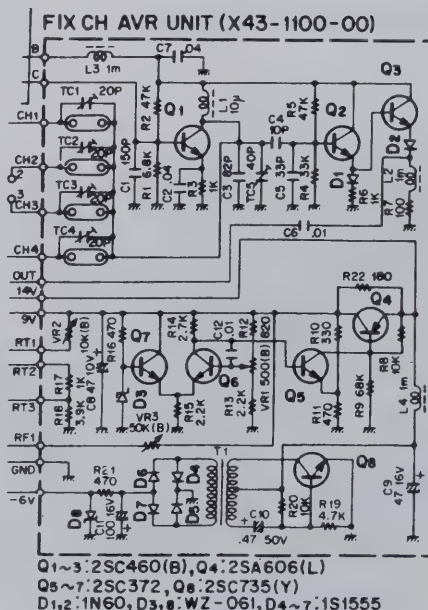 FIX CH AVR UNIT (X43-1100-00)
B
L3 1m
C7 .04
C
TC1 20P
CH1
TC2 20P
CH2
2
3
TC3 20P
CH3
TC4 20P
CH4
C1 150P
R2 47K
R1 6.8K
Q1
L1 10μ
C2 .04
R3 1K
C3 82P
TC5 40P
C4 10P
C5 33P
R5 47K
R4 33K
Q2
D1
R6 1K
Q3
D2
L2 1m
R7 100
C6 .01
OUT
14V
9V
RT1
VR2 10K(B)
RT2
R17 3.9K
R18 1K
RT3
C8 47 10V
R16 470
Q7
D3
VR3 50K(B)
R14 2.7K
C12 .01
R12 820
Q6
R15 2.2K
R13 2.2K
VR1 500(B)
R10 330
Q5
R11 470
R22 180
Q4
R8 10K
R9 68K
L4 1m
RF1
GND
-6V
R21 470
D8
C11 100 16V
D6
D4
D7
D5
T1
C10 .47 50V
R20 10K
Q8
R19 4.7K
C9 47 16V
Q1~3:2SC460(B), Q4:2SA606(L)
Q5~7:2SC372, Q8:2SC735(Y)
D1,2:1N60, D3,8:WZ-061, D4~7:1S1555